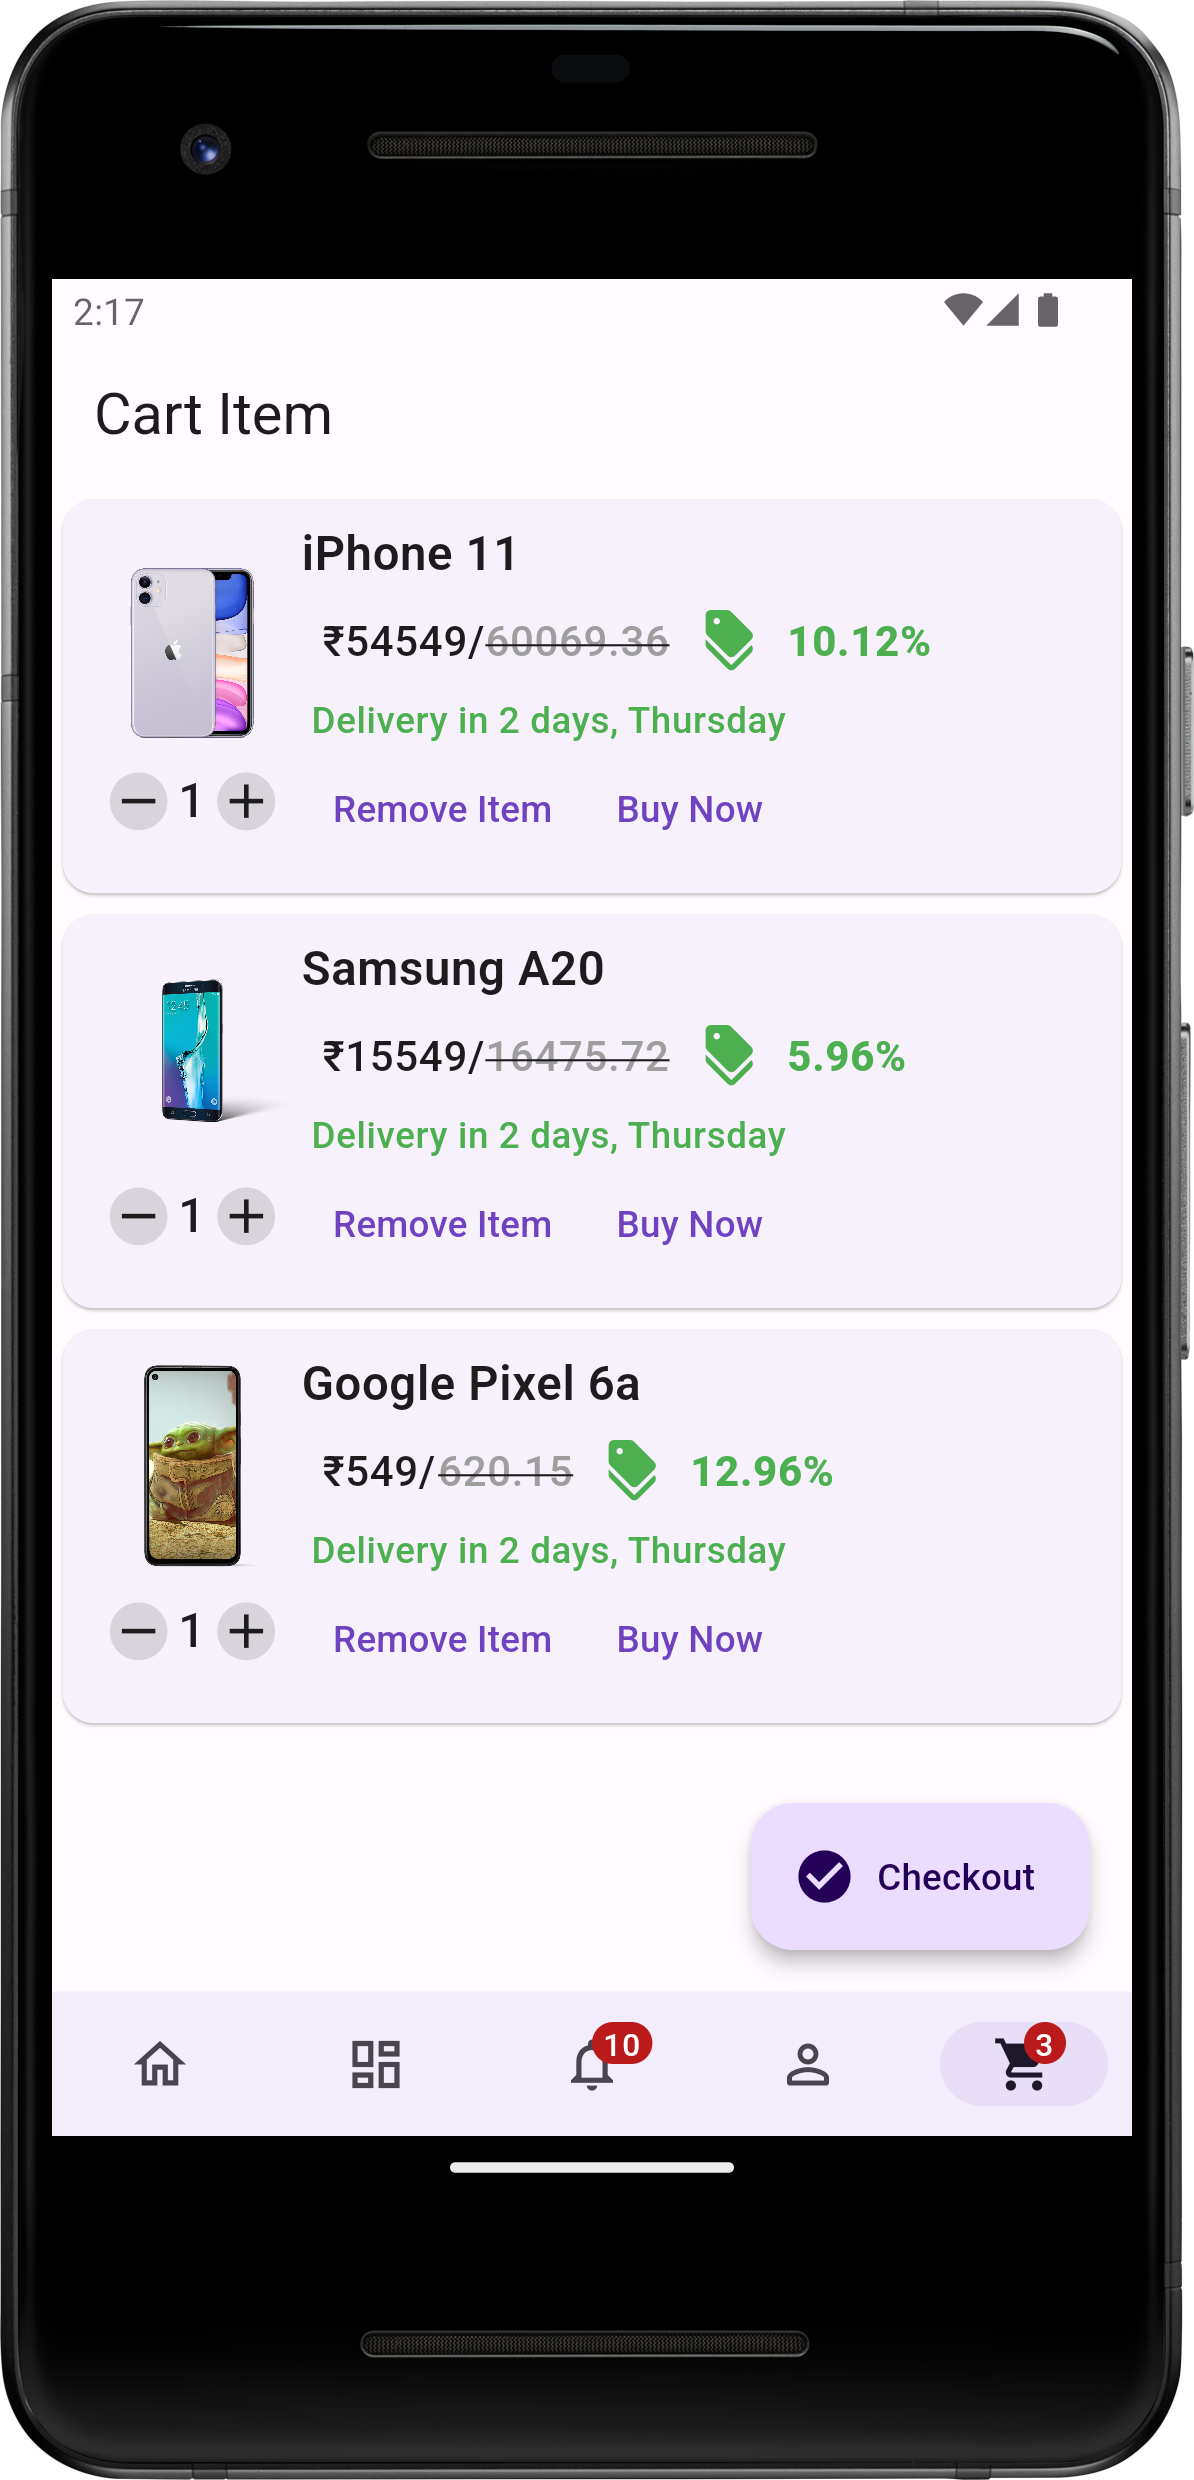 2:17
Cart Item
iPhone 11
₹54549/60069.36 10.12%
Delivery in 2 days, Thursday
1 Remove Item Buy Now
Samsung A20
₹15549/16475.72 5.96%
Delivery in 2 days, Thursday
1 Remove Item Buy Now
Google Pixel 6a
₹549/620.15 12.96%
Delivery in 2 days, Thursday
1 Remove Item Buy Now
Checkout
10 3